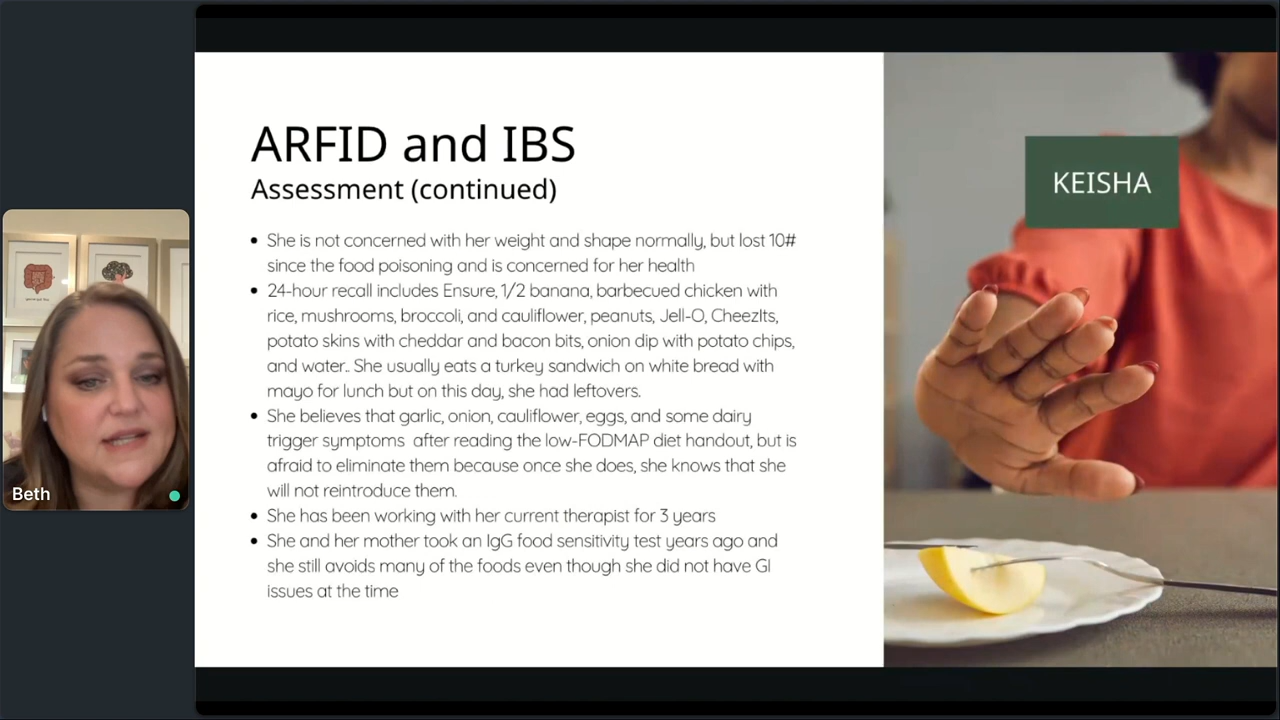 ARFID and IBS
Assessment (continued)
KEISHA
• She is not concerned with her weight and shape normally, but lost 10#
since the food poisoning and is concerned for her health
• 24-hour recall includes Ensure, 1/2 banana, barbecued chicken with
rice, mushrooms, broccoli, and cauliflower, peanuts, Jell-O, CheezIts,
potato skins with cheddar and bacon bits, onion dip with potato chips,
and water.. She usually eats a turkey sandwich on white bread with
mayo for lunch but on this day, she had leftovers.
• She believes that garlic, onion, cauliflower, eggs, and some dairy
trigger symptoms after reading the low-FODMAP diet handout, but is
afraid to eliminate them because once she does, she knows that she
will not reintroduce them.
• She has been working with her current therapist for 3 years
• She and her mother took an IgG food sensitivity test years ago and
she still avoids many of the foods even though she did not have GI
issues at the time
Beth